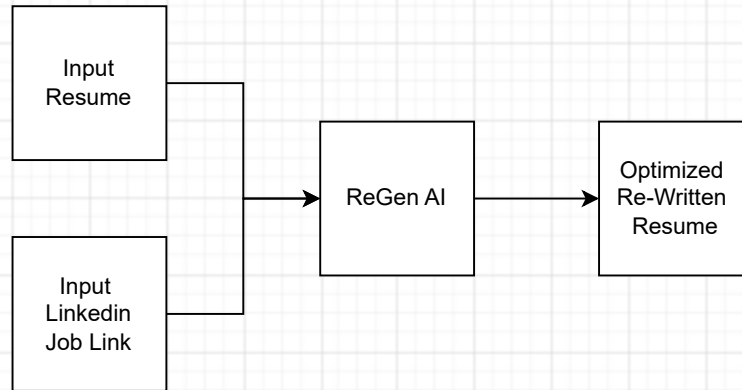 Input
Resume
Input
Linkedin
Job Link
ReGen AI
Optimized
Re-Written
Resume